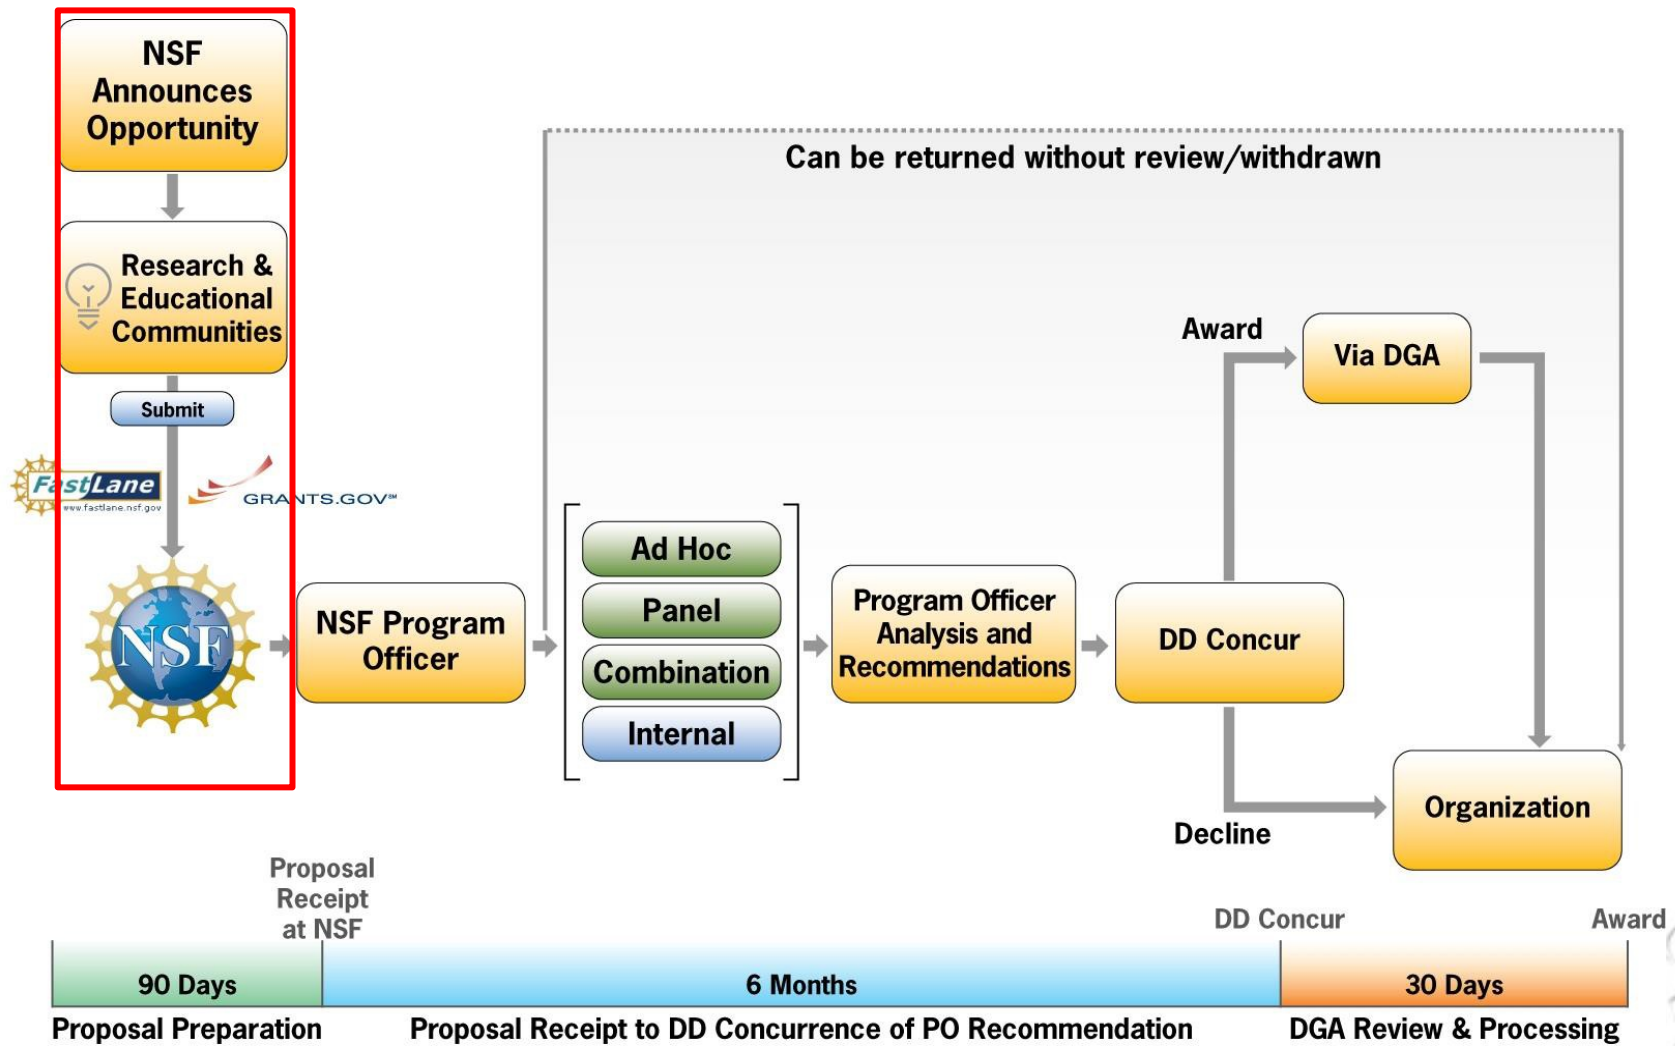 NSF
Announces
Opportunity
Research &
Educational
Communities
Submit
FastLane
www.fastlane.nsf.gov
GRANTS.GOV℠
NSF
NSF Program
Officer
Can be returned without review/withdrawn
Ad Hoc
Panel
Combination
Internal
Program Officer
Analysis and
Recommendations
DD Concur
Award
Via DGA
Decline
Organization
Proposal
Receipt
at NSF
DD Concur
Award
90 Days
6 Months
30 Days
Proposal Preparation
Proposal Receipt to DD Concurrence of PO Recommendation
DGA Review & Processing